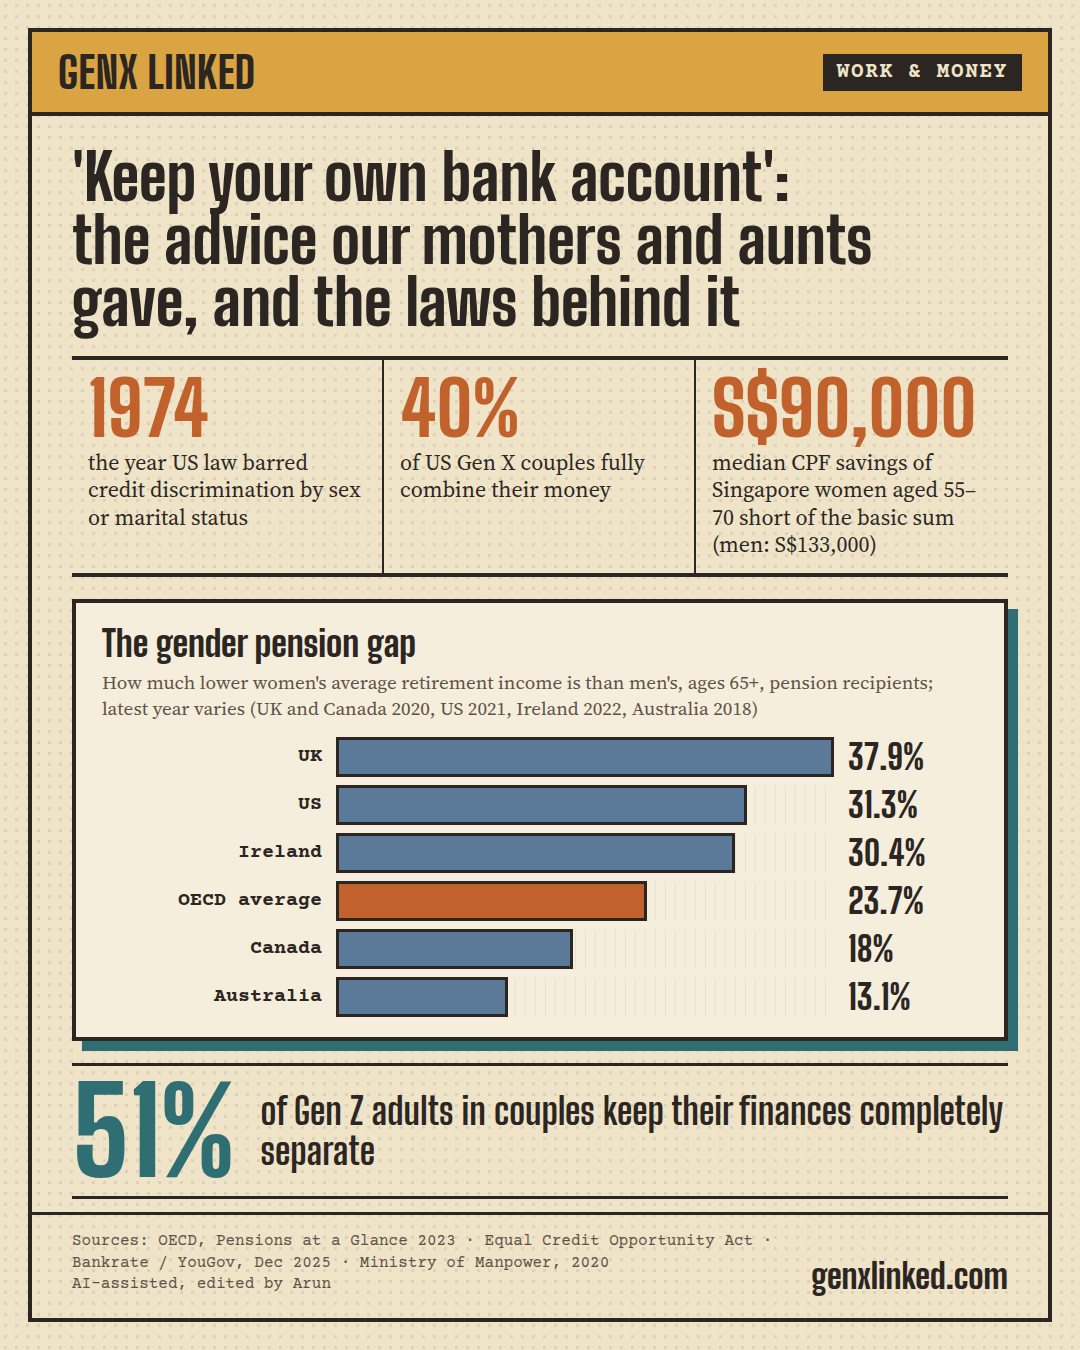 GENX LINKED
WORK & MONEY
'Keep your own bank account':
the advice our mothers and aunts
gave, and the laws behind it
1974
the year US law barred
credit discrimination by sex
or marital status
40%
of US Gen X couples fully
combine their money
S$90,000
median CPF savings of
Singapore women aged 55–
70 short of the basic sum
(men: S$133,000)
The gender pension gap
How much lower women's average retirement income is than men's, ages 65+, pension recipients;
latest year varies (UK and Canada 2020, US 2021, Ireland 2022, Australia 2018)
UK 37.9%
US 31.3%
Ireland 30.4%
OECD average 23.7%
Canada 18%
Australia 13.1%
51%
of Gen Z adults in couples keep their finances completely
separate
Sources: OECD, Pensions at a Glance 2023 · Equal Credit Opportunity Act ·
Bankrate / YouGov, Dec 2025 · Ministry of Manpower, 2020
AI-assisted, edited by Arun
genxlinked.com